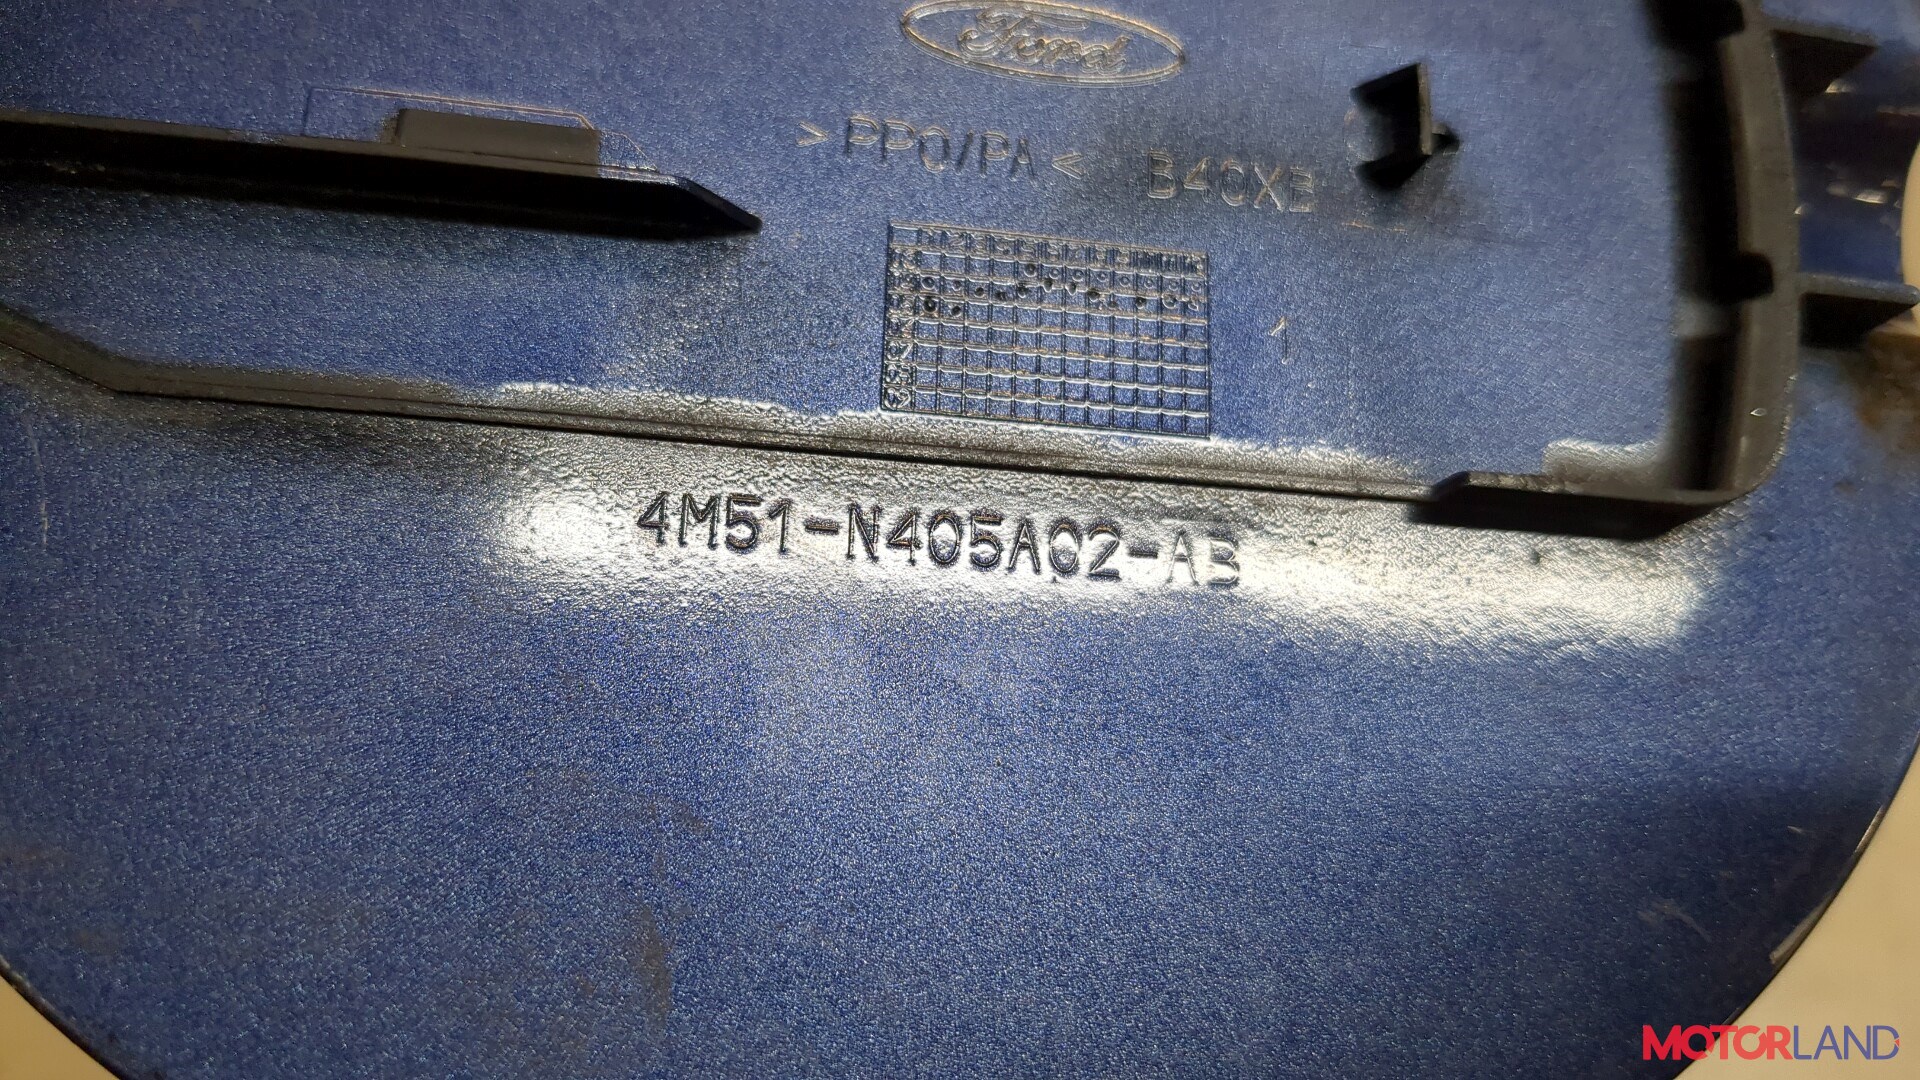 Ford
>PPO/PA< B40XB
1
4M51-N405A02-AB
MOTORLAND